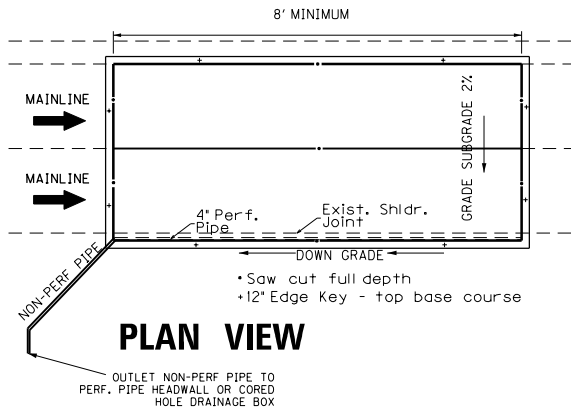 8' MINIMUM
MAINLINE
MAINLINE
GRADE SUBGRADE 2%
4" Perf.
Pipe
Exist. Shldr.
Joint
NON-PERF PIPE
DOWN GRADE
• Saw cut full depth
+12" Edge Key - top base course
PLAN VIEW
OUTLET NON-PERF PIPE TO
PERF. PIPE HEADWALL OR CORED
HOLE DRAINAGE BOX